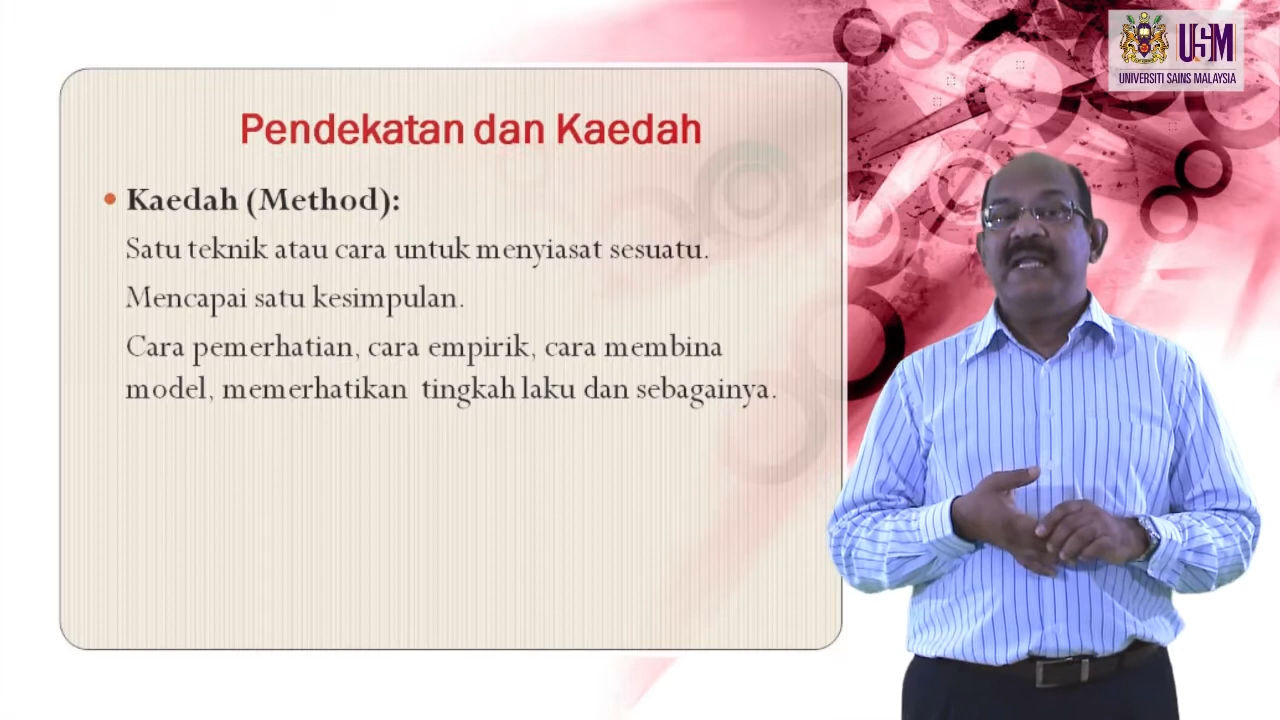 USM
UNIVERSITI SAINS MALAYSIA
Pendekatan dan Kaedah
• Kaedah (Method):
Satu teknik atau cara untuk menyiasat sesuatu.
Mencapai satu kesimpulan.
Cara pemerhatian, cara empirik, cara membina
model, memerhatikan tingkah laku dan sebagainya.